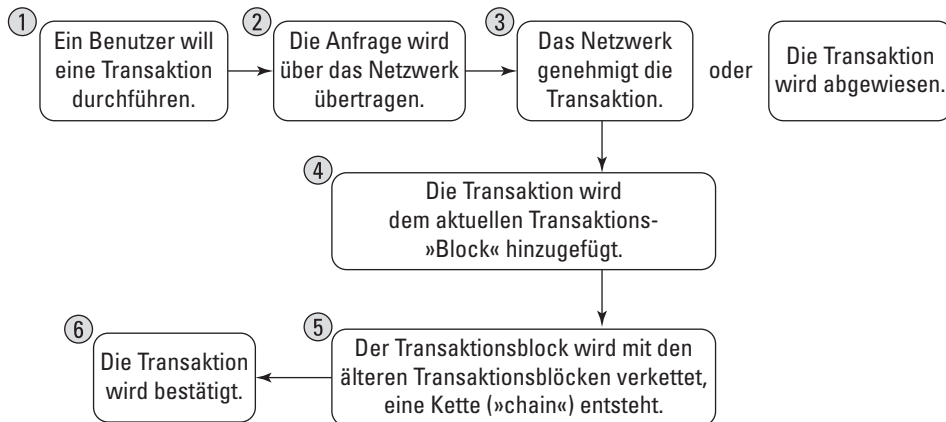 1
Ein Benutzer will
eine Transaktion
durchführen.
2
Die Anfrage wird
über das Netzwerk
übertragen.
3
Das Netzwerk
genehmigt die
Transaktion.
oder
Die Transaktion
wird abgewiesen.
4
Die Transaktion wird
dem aktuellen Transaktions-
»Block« hinzugefügt.
5
Der Transaktionsblock wird mit den
älteren Transaktionsblöcken verkettet,
eine Kette (»chain«) entsteht.
6
Die Transaktion
wird bestätigt.